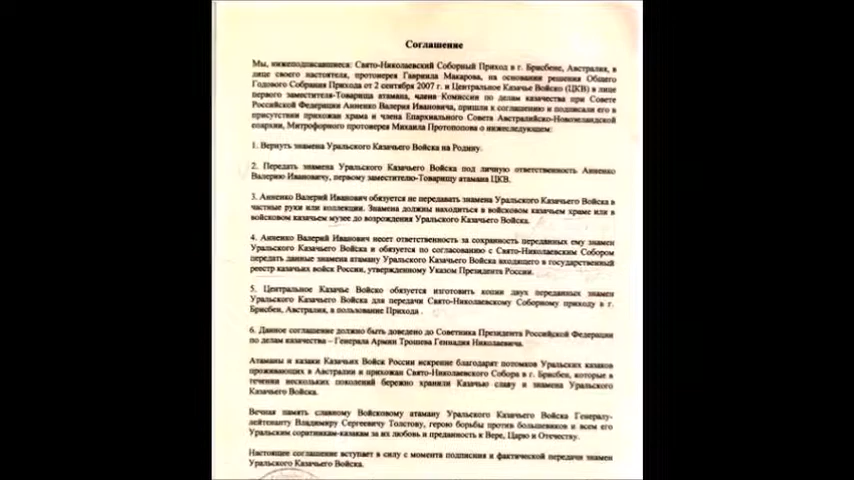 Соглашение
Мы, нижеподписавшиеся: Свято-Николаевский Соборный Приход в г. Брисбене, Австралия, в
лице своего настоятеля, протоиерея Гавриила Макарова, на основании решения Общего
Годового Собрания Прихода от 2 сентября 2007 г. и Центральное Казачье Войско (ЦКВ) в лице
первого заместителя-Товарища атамана, члена Комиссии по делам казачества при Совете
Российской Федерации Анненко Валерия Ивановича, пришли к соглашению и подписали его в
присутствии прихожан храма и члена Епархиального Совета Австралийско-Новозеландской
епархии, Митрофорного протоиерея Михаила Протопопова о нижеследующем:
1. Вернуть знамена Уральского Казачьего Войска на Родину.
2. Передать знамена Уральского Казачьего Войска под личную ответственность Анненко
Валерию Ивановичу, первому заместителю-Товарищу атамана ЦКВ.
3. Анненко Валерий Иванович обязуется не передавать знамена Уральского Казачьего Войска в
частные руки или коллекции. Знамена должны находиться в войсковом казачьем храме или в
войсковом казачьем музее до возрождения Уральского Казачьего Войска.
4. Анненко Валерий Иванович несет ответственность за сохранность переданных ему знамен
Уральского Казачьего Войска и обязуется по согласованию с Свято-Николаевским Собором
передать данные знамена атаману Уральского Казачьего Войска входящего в государственный
реестр казачьих войск России, утвержденному Указом Президента России.
5. Центральное Казачье Войско обязуется изготовить копии двух переданных знамен
Уральского Казачьего Войска для передачи Свято-Николаевскому Соборному приходу в г.
Брисбен, Австралия, в пользование Прихода .
6. Данное соглашение должно быть доведено до Советника Президента Российской Федерации
по делам казачества – Генерала Армии Трошева Геннадия Николаевича.
Атаманы и казаки Казачьих Войск России искренне благодарят потомков Уральских казаков
проживающих в Австралии и прихожан Свято-Николаевского Собора в г. Брисбен, которые в
течении нескольких поколений бережно хранили Казачью славу и знамена Уральского
Казачьего Войска.
Вечная память славному Войсковому атаману Уральского Казачьего Войска Генералу-
лейтенанту Владимиру Сергеевичу Толстову, герою борьбы против большевиков и всем его
Уральским соратникам-казакам за их любовь и преданность к Вере, Царю и Отечеству.
Настоящее соглашение вступает в силу с момента подписния и фактической передачи знамен
Уральского Казачьего Войска.